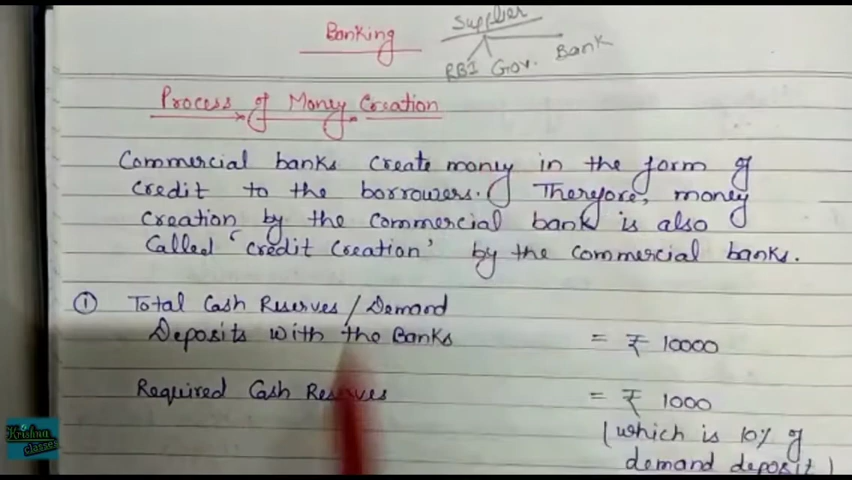 Banking
Supplier
RBI Gov. Bank
Process of Money Creation
Commercial banks create money in the form of
credit to the borrowers. Therefore, money
creation by the commercial bank is also
Called 'credit creation' by the commercial banks.
① Total Cash Reserves / Demand
Deposits with the Banks = ₹ 10000
Required Cash Reserves = ₹ 1000
(which is 10% of
demand deposit)
Krishna
Classes